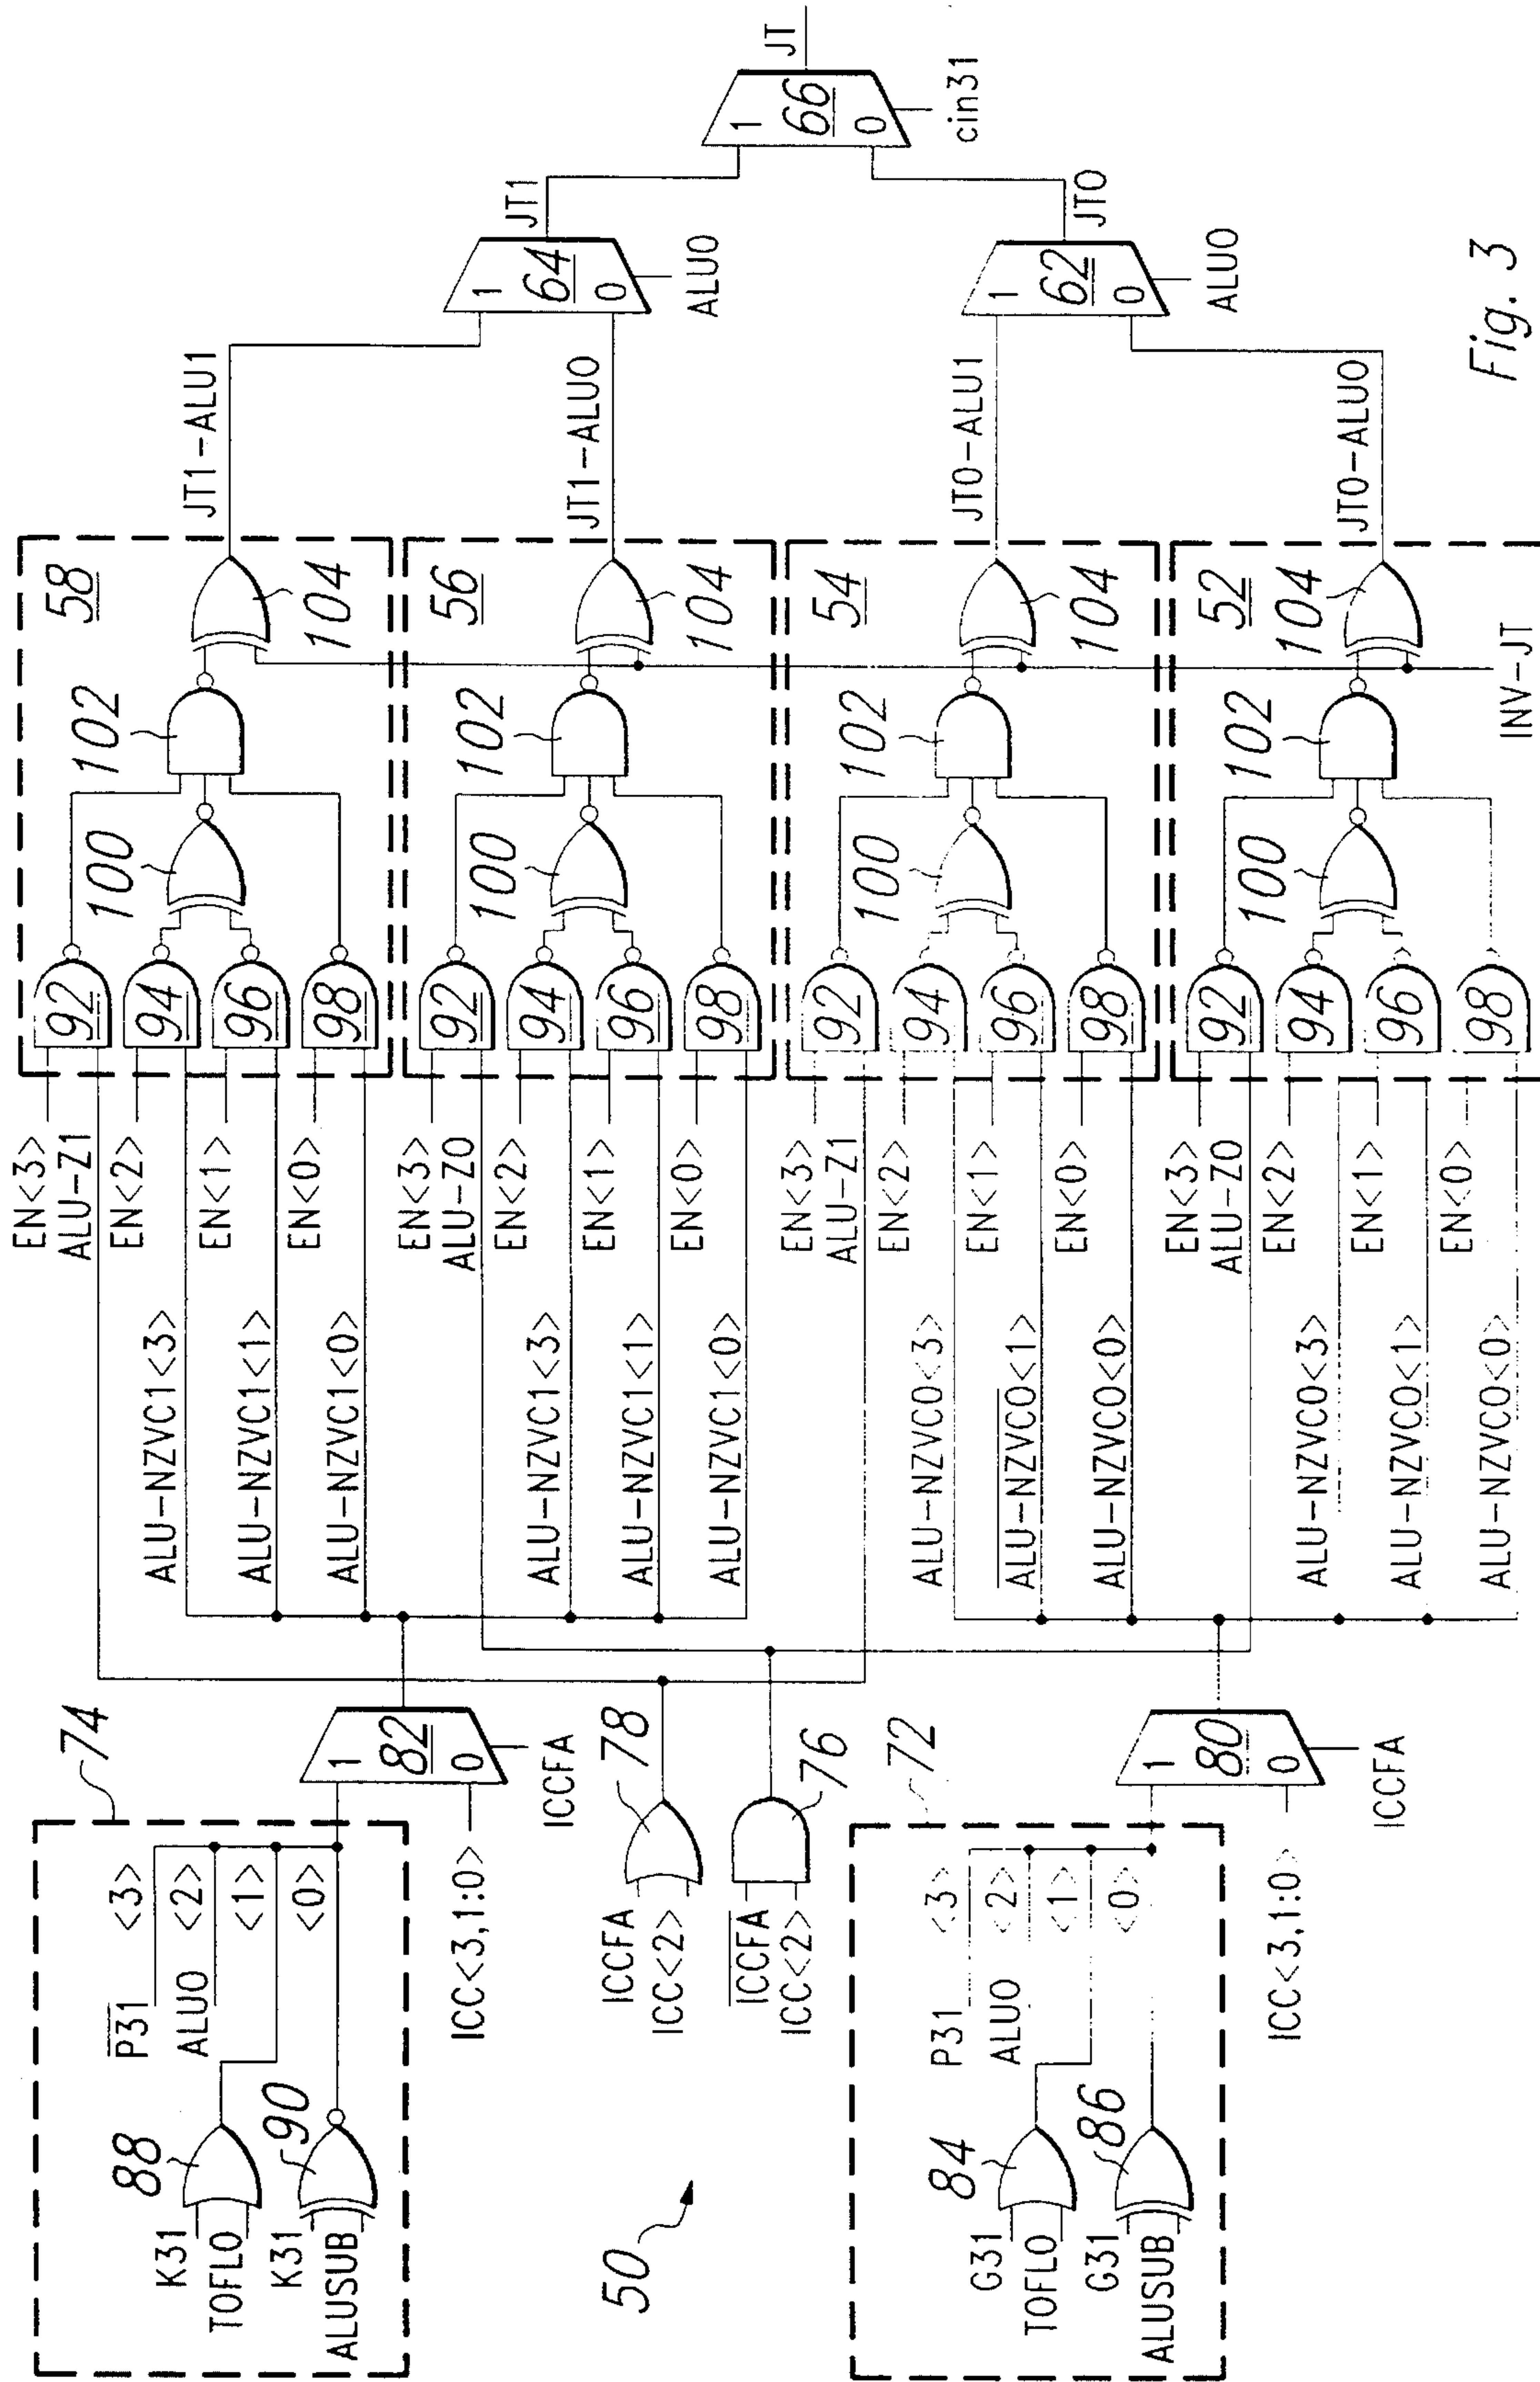 74
K31
TOFLO
88
K31
ALUSUB
90
P31 <3>
ALU0 <2>
<1>
<0>
1
82
0
ICC<3,1:0>
ICCFA
ICCFA
ICC<2>
78
ICCFA
ICC<2>
76
50
72
G31
TOFLO
84
G31
ALUSUB
86
P31 <3>
ALU0 <2>
<1>
<0>
1
80
0
ICC<3,1:0>
ICCFA
EN<3>
ALU-Z1
EN<2>
ALU-NZVC1<3>
EN<1>
ALU-NZVC1<1>
EN<0>
ALU-NZVC1<0>
58
92
94
96
98
100
102
104
JT1-ALU1
EN<3>
ALU-Z0
EN<2>
ALU-NZVC1<3>
EN<1>
ALU-NZVC1<1>
EN<0>
ALU-NZVC1<0>
56
92
94
96
98
100
102
104
JT1-ALU0
EN<3>
ALU-Z1
EN<2>
ALU-NZVC0<3>
EN<1>
ALU-NZVC0<1>
EN<0>
ALU-NZVC0<0>
54
92
94
96
98
100
102
104
JT0-ALU1
EN<3>
ALU-Z0
EN<2>
ALU-NZVC0<3>
EN<1>
ALU-NZVC0<1>
EN<0>
ALU-NZVC0<0>
52
92
94
96
98
100
102
104
JT0-ALU0
INV-JT
1
64
0
ALU0
JT1
1
62
0
ALU0
JT0
1
66
0
cin31
JT
Fig. 3